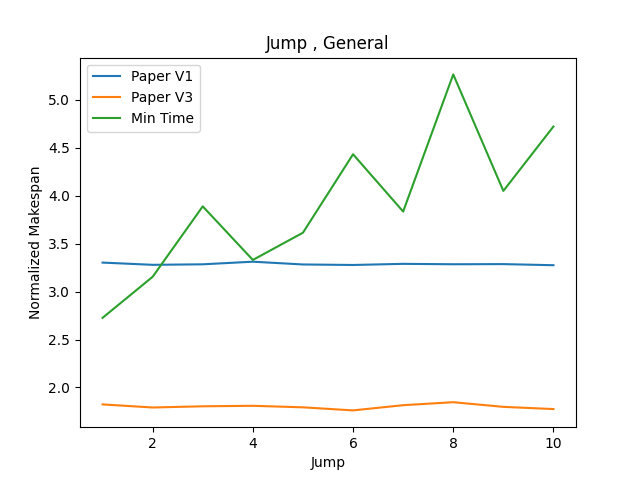 Jump , General
Paper V1
Paper V3
Min Time
Normalized Makespan
5.0
4.5
4.0
3.5
3.0
2.5
2.0
2 4 6 8 10
Jump